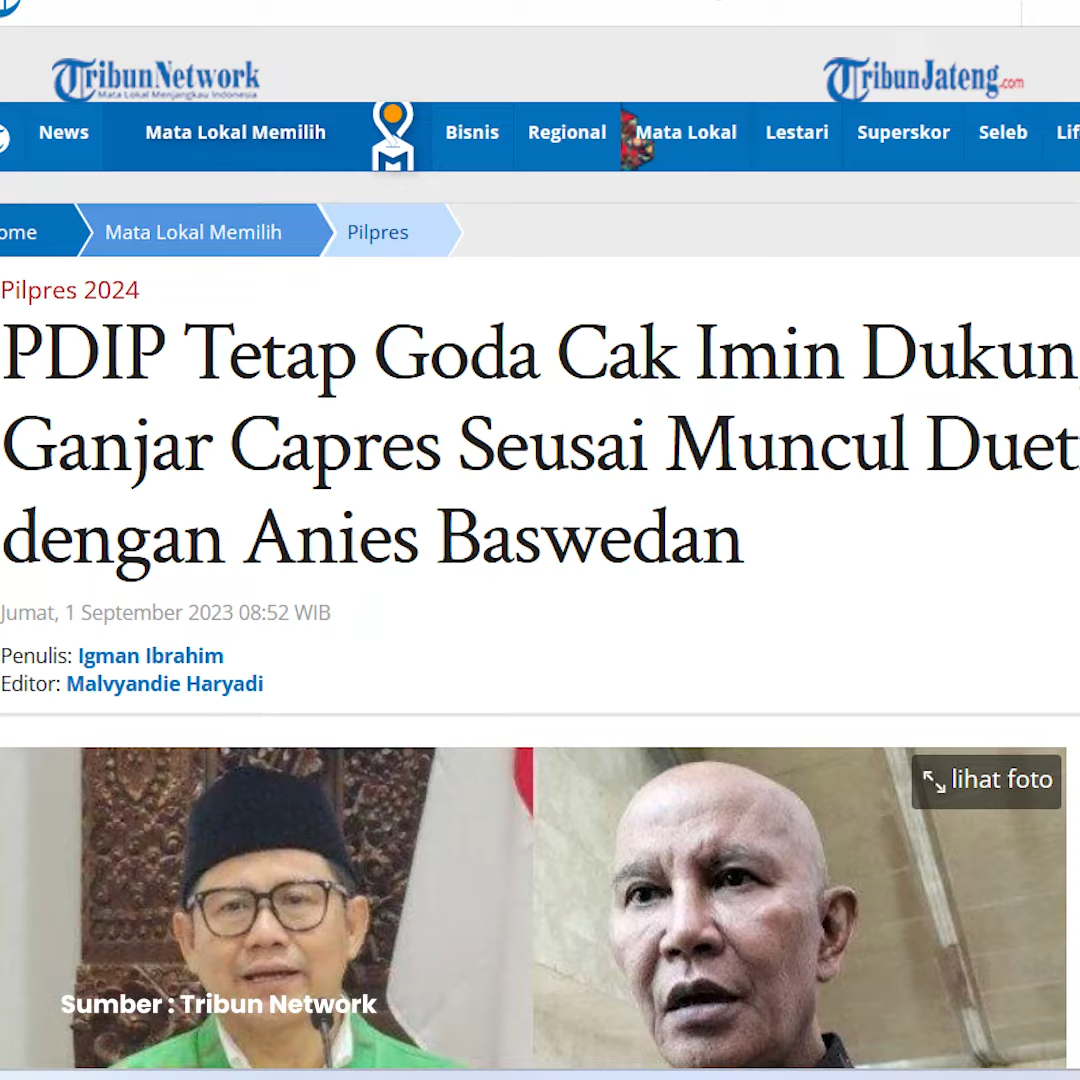 TribunNetwork
Mata Lokal Menjangkau Indonesia
TribunJateng.com
News Mata Lokal Memilih Bisnis Regional Mata Lokal Lestari Superskor Seleb Lif
ome Mata Lokal Memilih Pilpres
Pilpres 2024
PDIP Tetap Goda Cak Imin Dukun
Ganjar Capres Seusai Muncul Duet
dengan Anies Baswedan
Jumat, 1 September 2023 08:52 WIB
Penulis: Igman Ibrahim
Editor: Malvyandie Haryadi
lihat foto
Sumber : Tribun Network